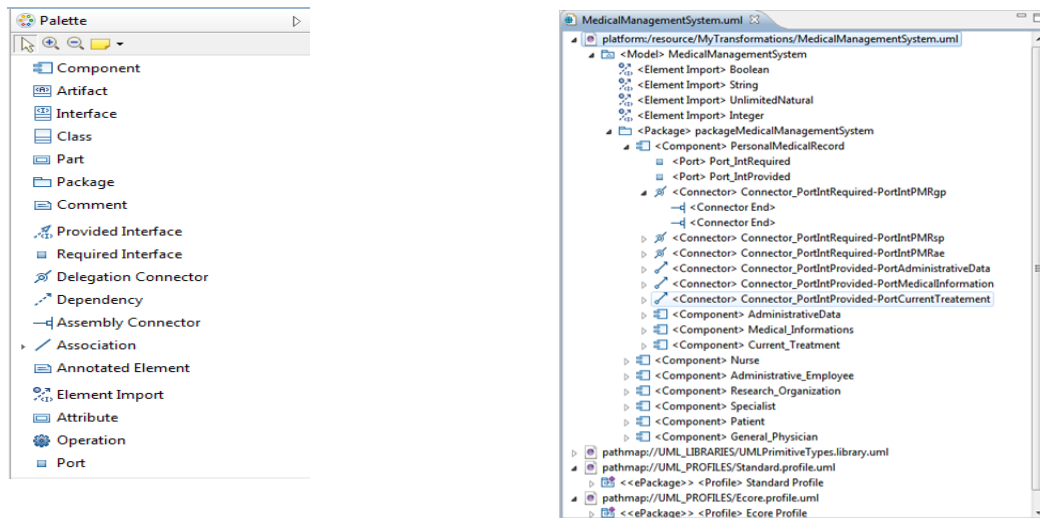 Palette
Component
Artifact
Interface
Class
Part
Package
Comment
Provided Interface
Required Interface
Delegation Connector
Dependency
Assembly Connector
Association
Annotated Element
Element Import
Attribute
Operation
Port
MedicalManagementSystem.uml
platform:/resource/MyTransformations/MedicalManagementSystem.uml
<Model> MedicalManagementSystem
<Element Import> Boolean
<Element Import> String
<Element Import> UnlimitedNatural
<Element Import> Integer
<Package> packageMedicalManagementSystem
<Component> PersonalMedicalRecord
<Port> Port_IntRequired
<Port> Port_IntProvided
<Connector> Connector_PortIntRequired-PortIntPMRgp
<Connector End>
<Connector End>
<Connector> Connector_PortIntRequired-PortIntPMRsp
<Connector> Connector_PortIntRequired-PortIntPMRae
<Connector> Connector_PortIntProvided-PortAdministrativeData
<Connector> Connector_PortIntProvided-PortMedicalInformation
<Connector> Connector_PortIntProvided-PortCurrentTreatement
<Component> AdministrativeData
<Component> Medical_Informations
<Component> Current_Treatment
<Component> Nurse
<Component> Administrative_Employee
<Component> Research_Organization
<Component> Specialist
<Component> Patient
<Component> General_Physician
pathmap://UML_LIBRARIES/UMLPrimitiveTypes.library.uml
pathmap://UML_PROFILES/Standard.profile.uml
<<ePackage>> <Profile> Standard Profile
pathmap://UML_PROFILES/Ecore.profile.uml
<<ePackage>> <Profile> Ecore Profile